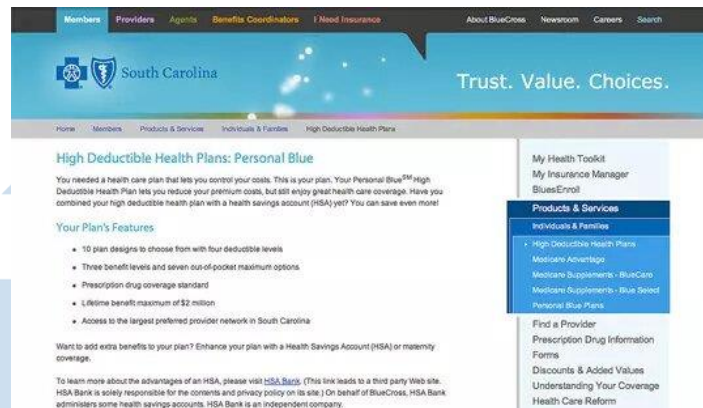 Members Providers Agents Benefits Coordinators I Need Insurance About BlueCross Newsroom Careers Search
South Carolina
Trust. Value. Choices.
Home Members Products & Services Individuals & Families High Deductible Health Plans
High Deductible Health Plans: Personal Blue
You needed a health care plan that lets you control your costs. This is your plan. Your Personal Blue℠ High
Deductible Health Plan lets you reduce your premium costs, but still enjoy great health care coverage. Have you
combined your high deductible health plan with a health savings account (HSA) yet? You can save even more!
Your Plan's Features
• 10 plan designs to choose from with four deductible levels
• Three benefit levels and seven out-of-pocket maximum options
• Prescription drug coverage standard
• Lifetime benefit maximum of $2 million
• Access to the largest preferred provider network in South Carolina
Want to add extra benefits to your plan? Enhance your plan with a Health Savings Account (HSA) or maternity
coverage.
To learn more about the advantages of an HSA, please visit HSA Bank. (This link leads to a third party Web site.
HSA Bank is solely responsible for the contents and privacy policy on its site.) On behalf of BlueCross, HSA Bank
administers some health savings accounts. HSA Bank is an independent company.
My Health Toolkit
My Insurance Manager
BluesEnroll
Products & Services
Individuals & Families
• High Deductible Health Plans
Medicare Advantage
Medicare Supplements - BlueCare
Medicare Supplements - Blue Select
Personal Blue Plans
Find a Provider
Prescription Drug Information
Forms
Discounts & Added Values
Understanding Your Coverage
Health Care Reform